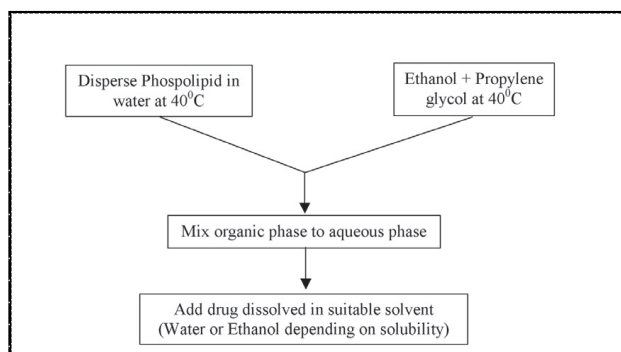 Disperse Phospolipid in
water at 40⁰C
Ethanol + Propylene
glycol at 40⁰C
Mix organic phase to aqueous phase
Add drug dissolved in suitable solvent
(Water or Ethanol depending on solubility)